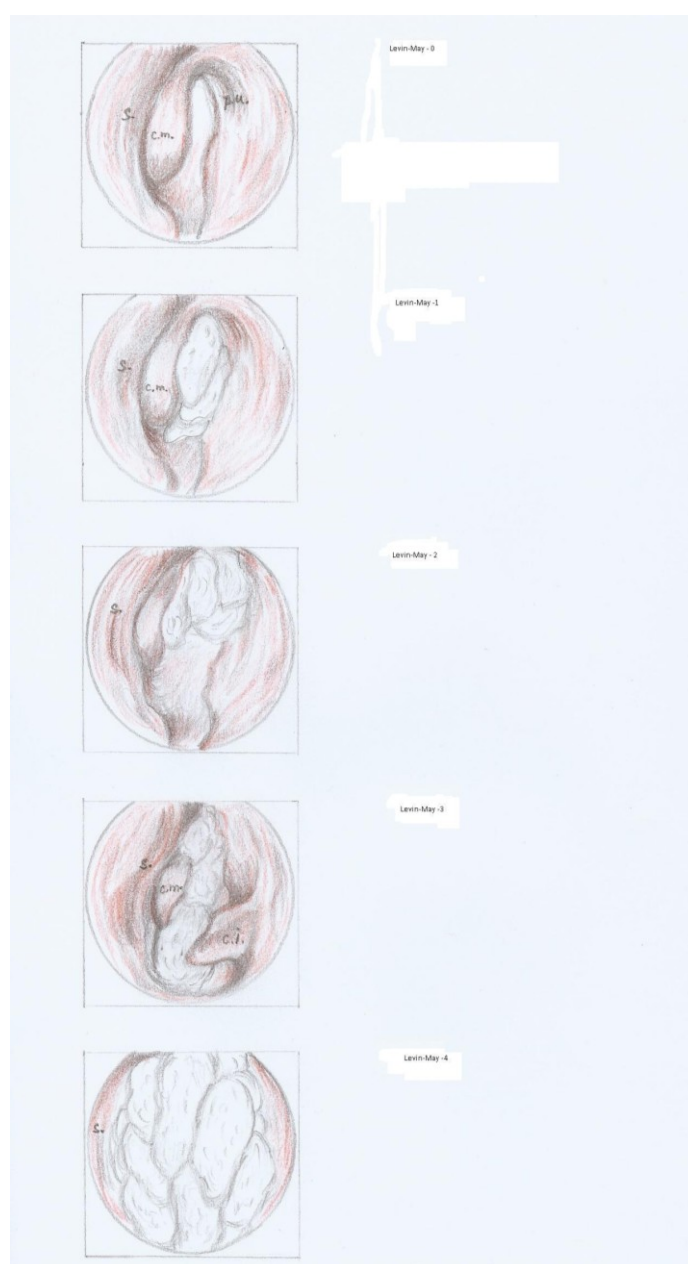 Levin-May - 0
S.
c.m.
p.u.
Levin-May -1
S.
c.m.
Levin-May - 2
S.
Levin-May -3
S.
c.m.
c.i.
Levin-May -4
S.